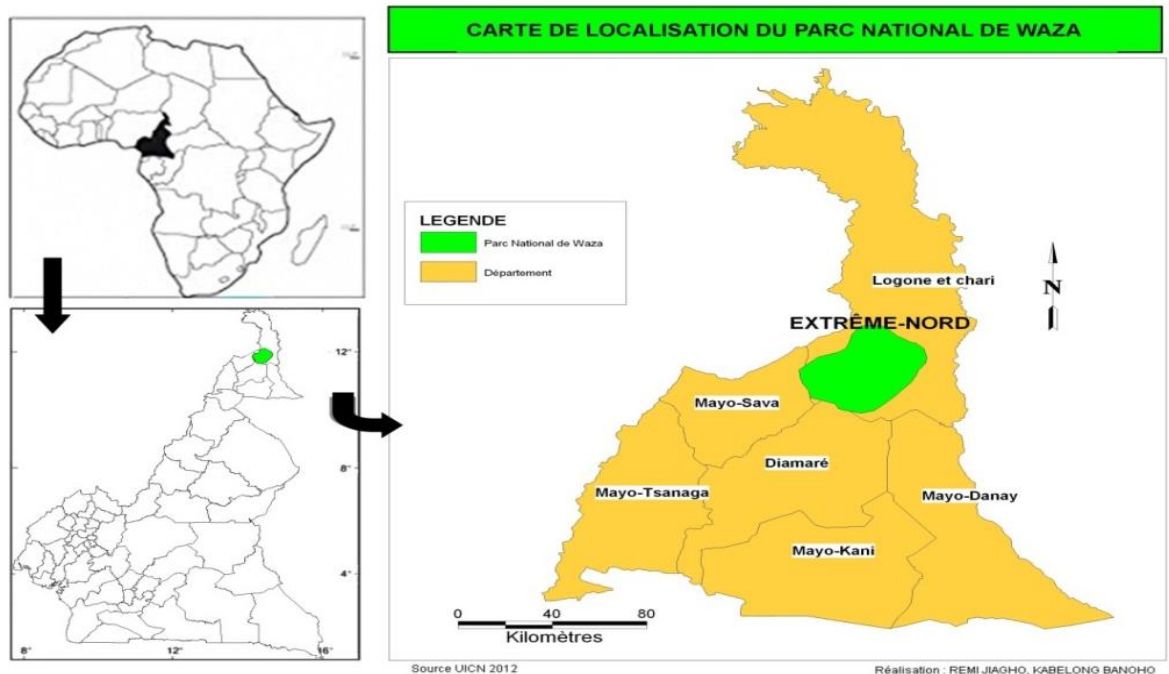 CARTE DE LOCALISATION DU PARC NATIONAL DE WAZA
LEGENDE
Parc National de Waza
Département
Logone et chari
N
EXTRÊME-NORD
Mayo-Sava
Diamaré
Mayo-Tsanaga
Mayo-Danay
Mayo-Kani
0 40 80
Kilomètres
12°
8°
4°
8° 12° 16°
Source UICN 2012
Réalisation : REMI JIAGHO, KABELONG BANOHO